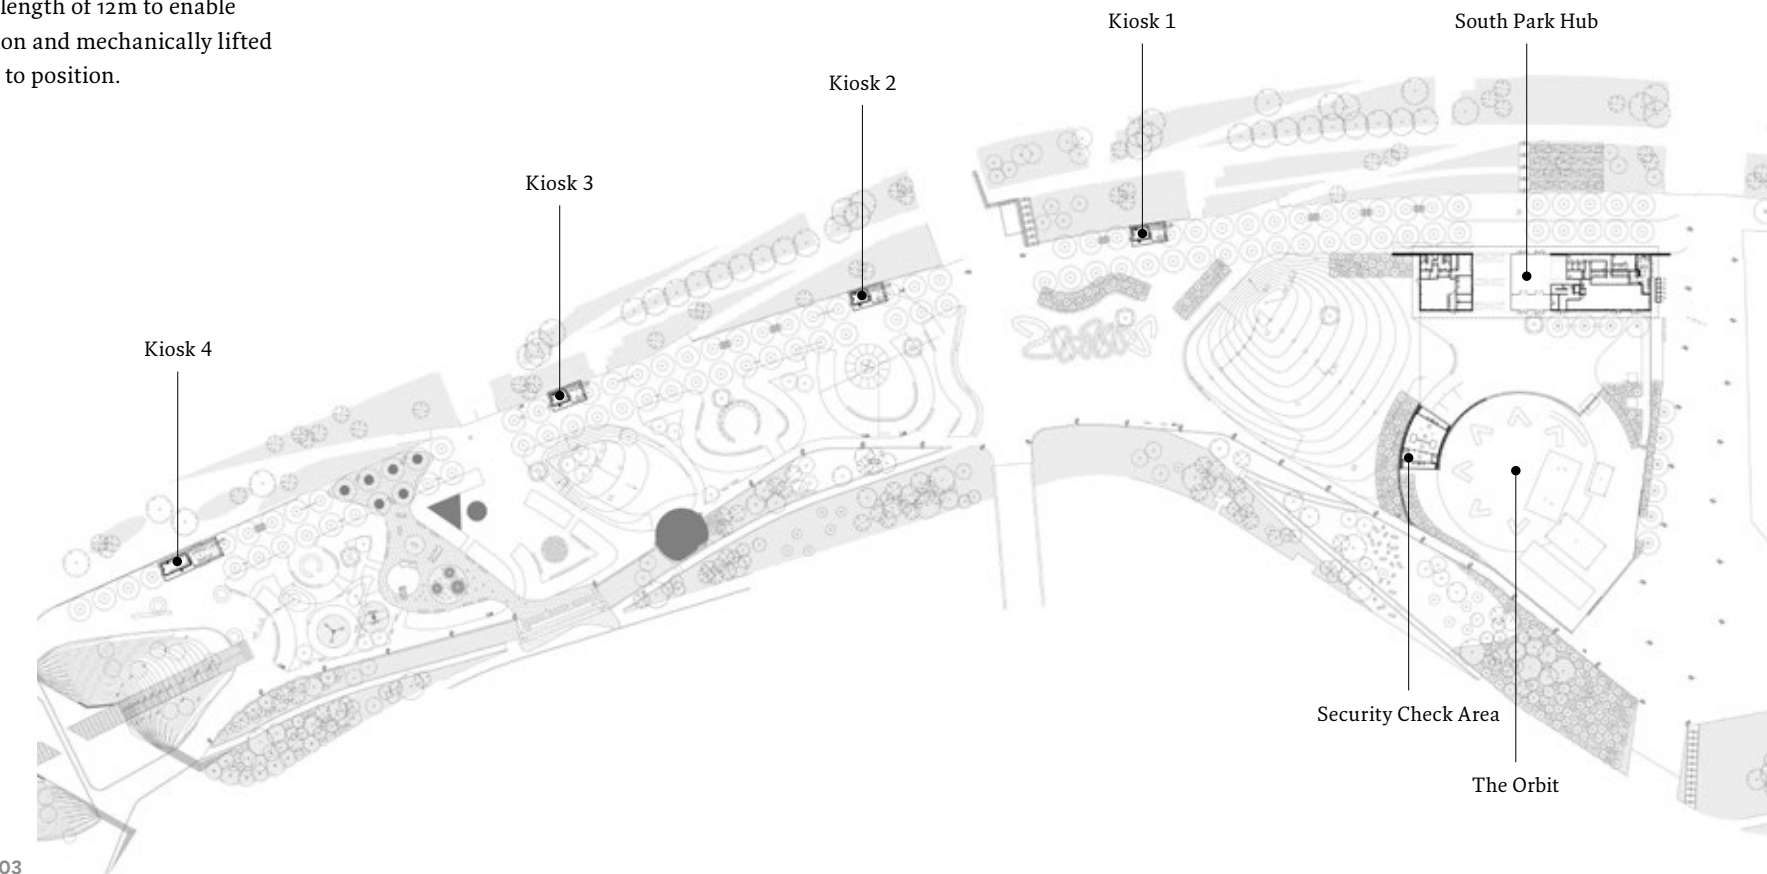 length of 12m to enable
on and mechanically lifted
to position.
Kiosk 1
South Park Hub
Kiosk 2
Kiosk 3
Kiosk 4
Security Check Area
The Orbit
03